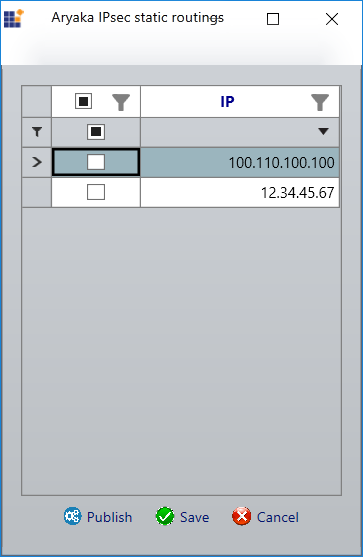 Aryaka IPsec static routings
IP
100.110.100.100
12.34.45.67
Publish Save Cancel